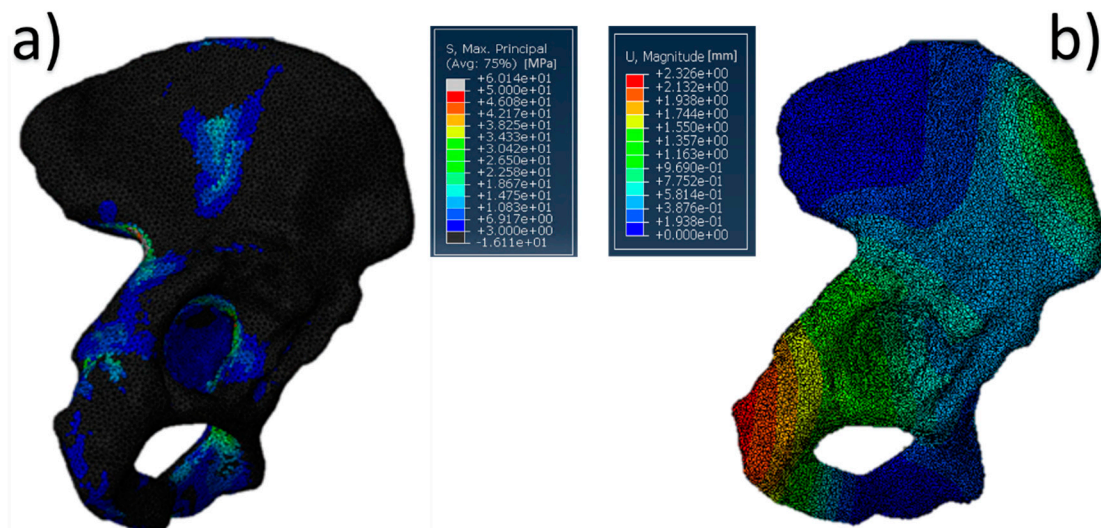 a)
S, Max. Principal
(Avg: 75%) [MPa]
+6.014e+01
+5.000e+01
+4.608e+01
+4.217e+01
+3.825e+01
+3.433e+01
+3.042e+01
+2.650e+01
+2.258e+01
+1.867e+01
+1.475e+01
+1.083e+01
+6.917e+00
+3.000e+00
-1.611e+01
U, Magnitude [mm]
+2.326e+00
+2.132e+00
+1.938e+00
+1.744e+00
+1.550e+00
+1.357e+00
+1.163e+00
+9.690e-01
+7.752e-01
+5.814e-01
+3.876e-01
+1.938e-01
+0.000e+00
b)